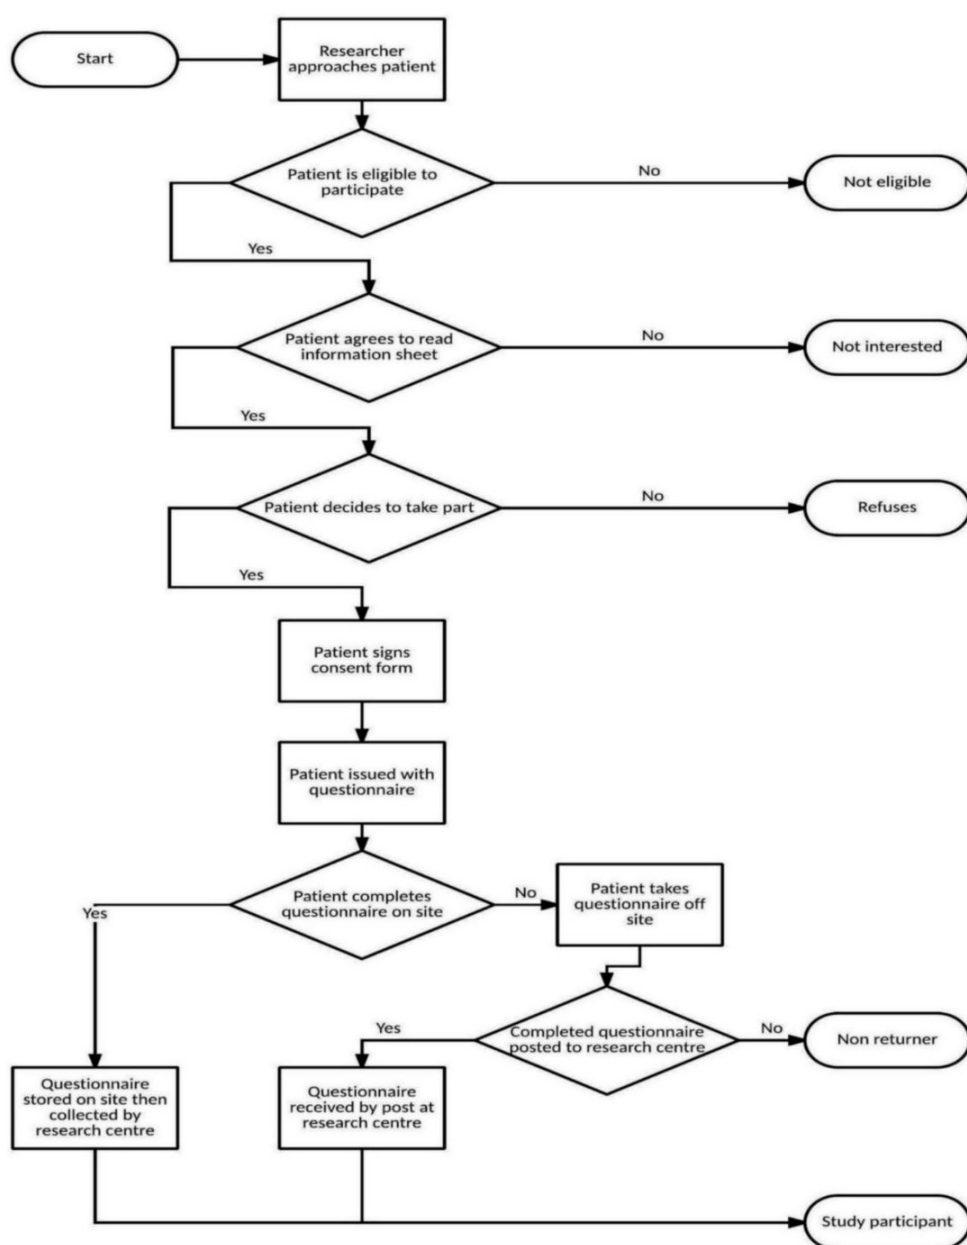 Start
Researcher
approaches patient
Patient is eligible to
participate
No
Not eligible
Yes
Patient agrees to read
information sheet
No
Not interested
Yes
Patient decides to take part
No
Refuses
Yes
Patient signs
consent form
Patient issued with
questionnaire
Patient completes
questionnaire on site
Yes
No
Patient takes
questionnaire off
site
Completed questionnaire
posted to research centre
Yes
No
Non returner
Questionnaire
stored on site then
collected by
research centre
Questionnaire
received by post at
research centre
Study participant